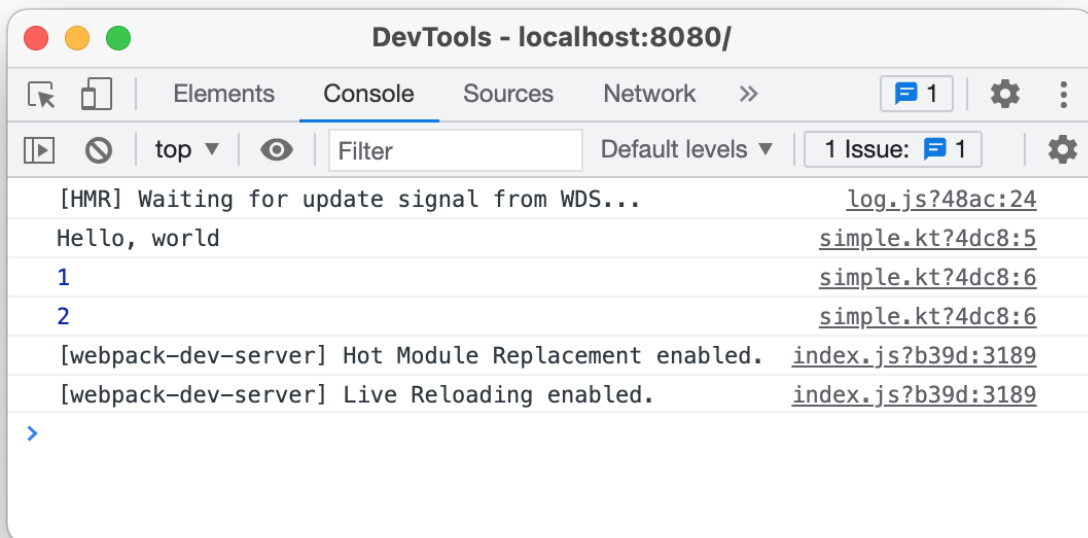 DevTools - localhost:8080/
Elements Console Sources Network >> 1
top ▼ Filter Default levels ▼ 1 Issue: 1
[HMR] Waiting for update signal from WDS... log.js?48ac:24
Hello, world simple.kt?4dc8:5
1 simple.kt?4dc8:6
2 simple.kt?4dc8:6
[webpack-dev-server] Hot Module Replacement enabled. index.js?b39d:3189
[webpack-dev-server] Live Reloading enabled. index.js?b39d:3189
>